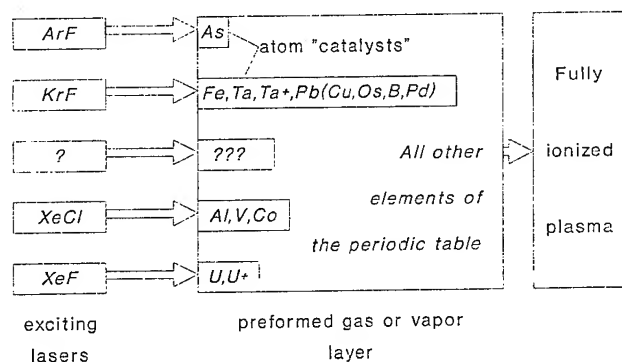 ArF
As
atom "catalysts"
KrF
Fe,Ta,Ta+,Pb(Cu,Os,B,Pd)
Fully
?
???
All other
ionized
elements of
XeCl
Al,V,Co
plasma
the periodic table
XeF
U,U+
exciting
lasers
preformed gas or vapor
layer